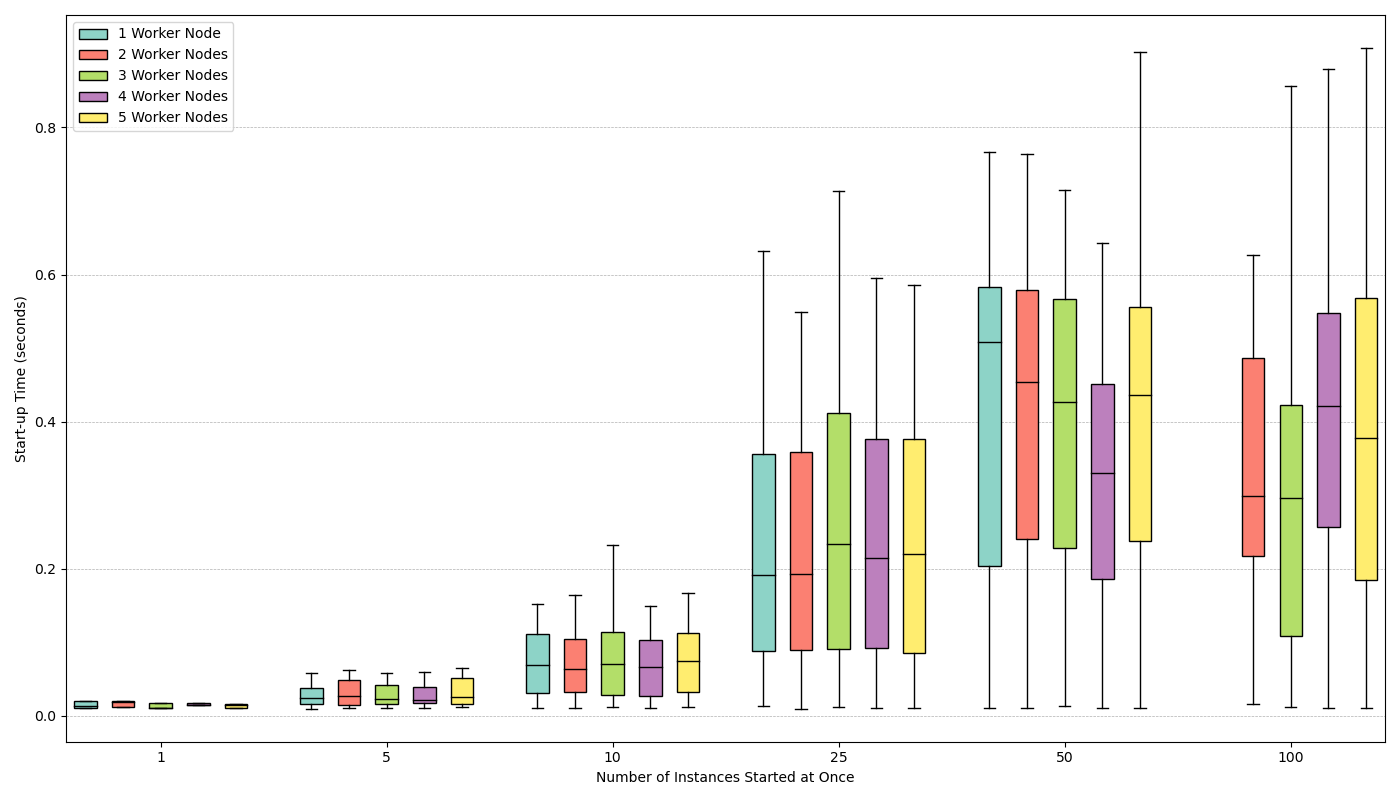 1 Worker Node
2 Worker Nodes
3 Worker Nodes
4 Worker Nodes
5 Worker Nodes
Start-up Time (seconds)
0.8
0.6
0.4
0.2
0.0
1 5 10 25 50 100
Number of Instances Started at Once